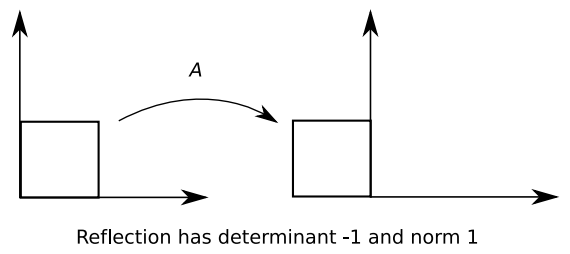 A
Reflection has determinant -1 and norm 1